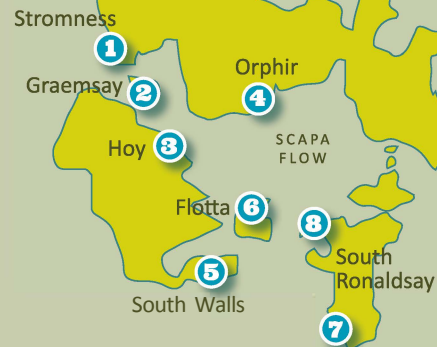 Stromness
1
Graemsay 2
Orphir
4
Hoy 3
SCAPA
FLOW
Flotta 6
8
5
South Walls
South
Ronaldsay
7